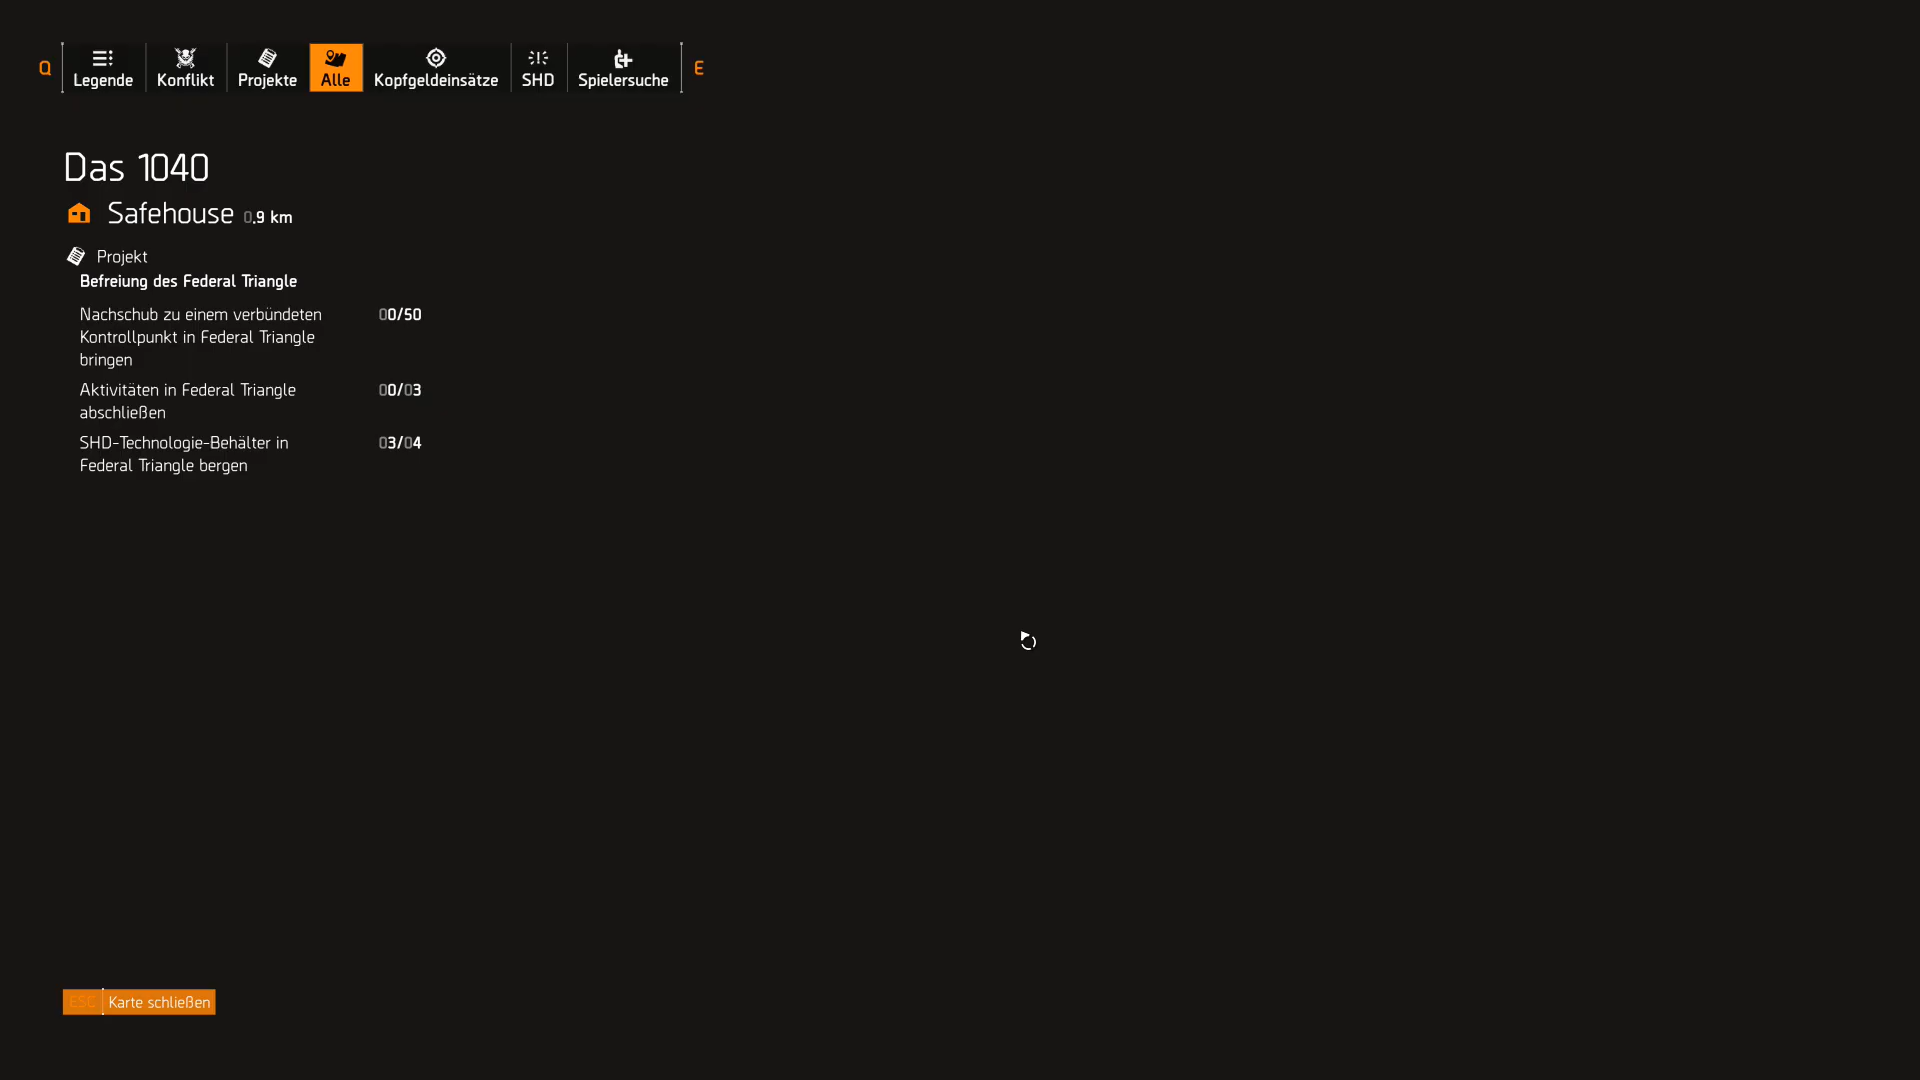 Q Legende Konflikt Projekte Alle Kopfgeldeinsätze SHD Spielersuche E
Das 1040
Safehouse 0.9 km
Projekt
Befreiung des Federal Triangle
Nachschub zu einem verbündeten 00/50
Kontrollpunkt in Federal Triangle
bringen
Aktivitäten in Federal Triangle 00/03
abschließen
SHD-Technologie-Behälter in 03/04
Federal Triangle bergen
ESC Karte schließen